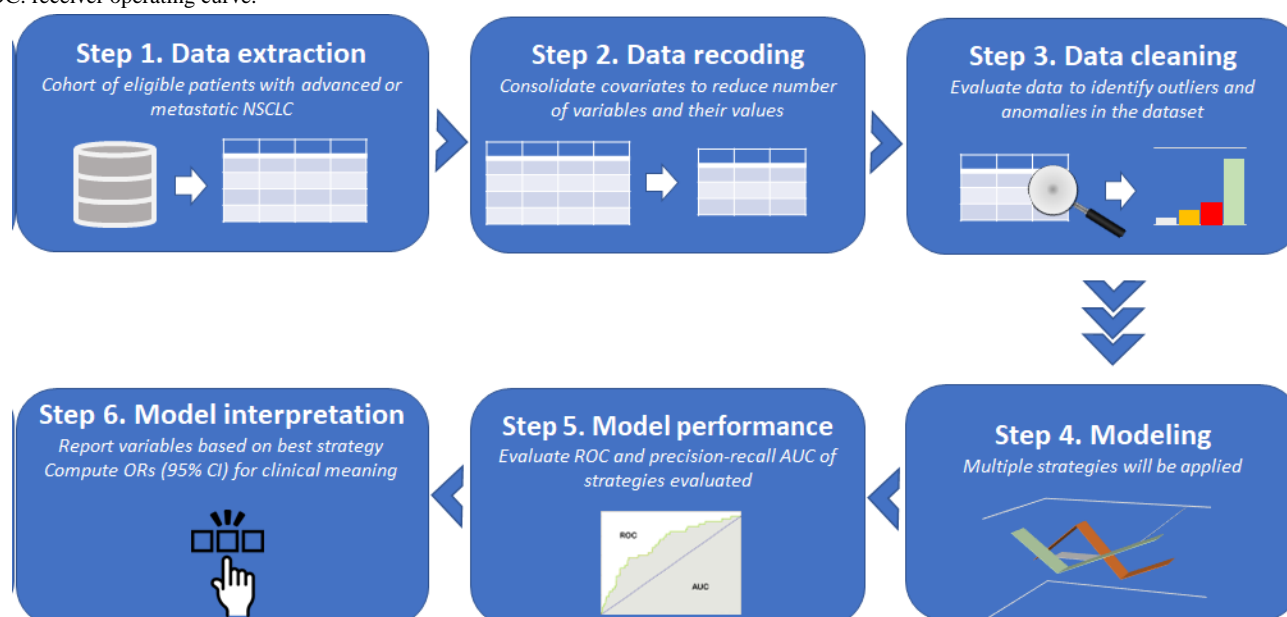 receiver operating curve.
Step 1. Data extraction
Cohort of eligible patients with advanced or
metastatic NSCLC
Step 2. Data recoding
Consolidate covariates to reduce number
of variables and their values
Step 3. Data cleaning
Evaluate data to identify outliers and
anomalies in the dataset
Step 4. Modeling
Multiple strategies will be applied
Step 5. Model performance
Evaluate ROC and precision-recall AUC of
strategies evaluated
ROC
AUC
Step 6. Model interpretation
Report variables based on best strategy
Compute ORs (95% CI) for clinical meaning